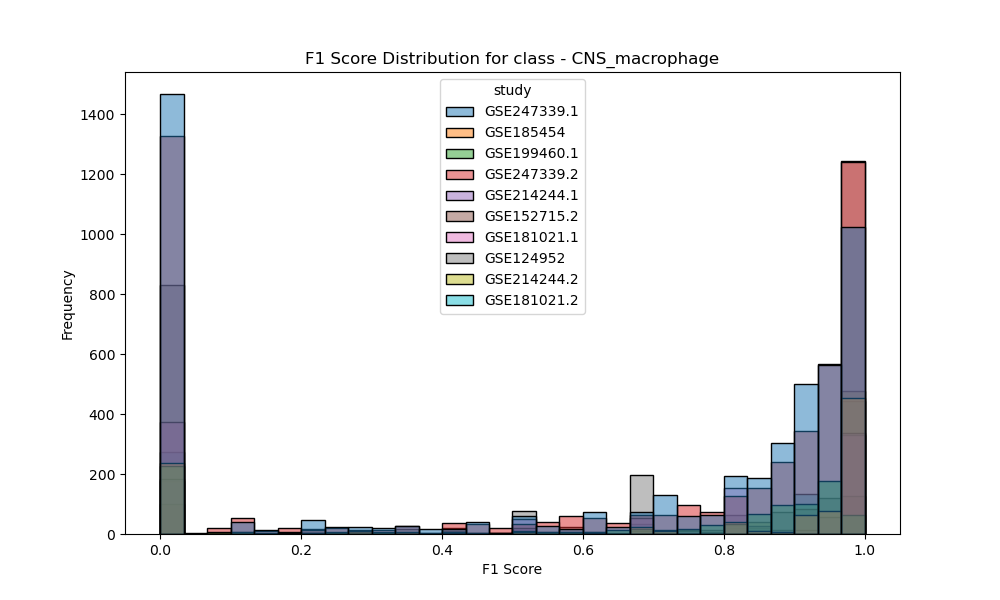 F1 Score Distribution for class - CNS_macrophage
study
GSE247339.1
GSE185454
GSE199460.1
GSE247339.2
GSE214244.1
GSE152715.2
GSE181021.1
GSE124952
GSE214244.2
GSE181021.2
Frequency
1400
1200
1000
800
600
400
200
0
0.0 0.2 0.4 0.6 0.8 1.0
F1 Score